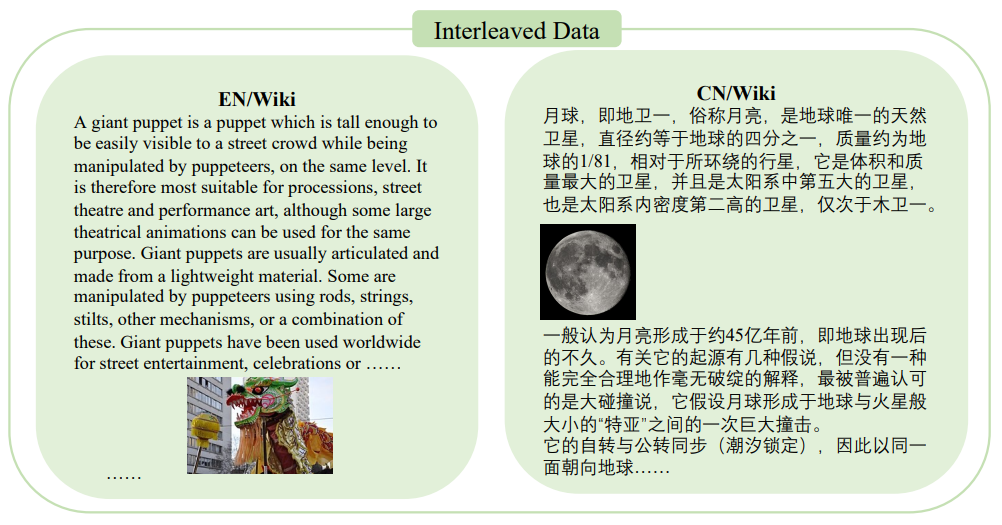 Interleaved Data
EN/Wiki
A giant puppet is a puppet which is tall enough to
be easily visible to a street crowd while being
manipulated by puppeteers, on the same level. It
is therefore most suitable for processions, street
theatre and performance art, although some large
theatrical animations can be used for the same
purpose. Giant puppets are usually articulated and
made from a lightweight material. Some are
manipulated by puppeteers using rods, strings,
stilts, other mechanisms, or a combination of
these. Giant puppets have been used worldwide
for street entertainment, celebrations or ……
……
CN/Wiki
月球，即地卫一，俗称月亮，是地球唯一的天然
卫星，直径约等于地球的四分之一，质量约为地
球的1/81，相对于所环绕的行星，它是体积和质
量最大的卫星，并且是太阳系中第五大的卫星，
也是太阳系内密度第二高的卫星，仅次于木卫一。
一般认为月亮形成于约45亿年前，即地球出现后
的不久。有关它的起源有几种假说，但没有一种
能完全合理地作毫无破绽的解释，最被普遍认可
的是大碰撞说，它假设月球形成于地球与火星般
大小的“特亚”之间的一次巨大撞击。
它的自转与公转同步（潮汐锁定），因此以同一
面朝向地球……